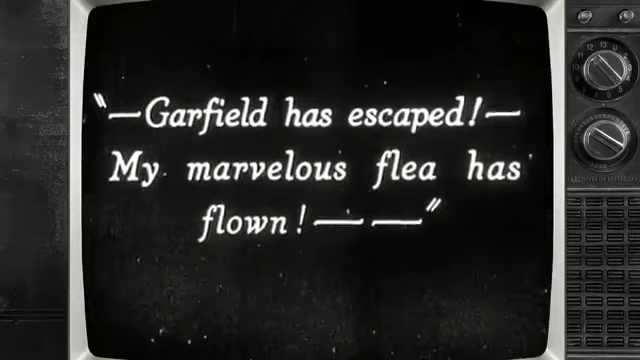 "—Garfield has escaped!—
My marvelous flea has
flown!— —"